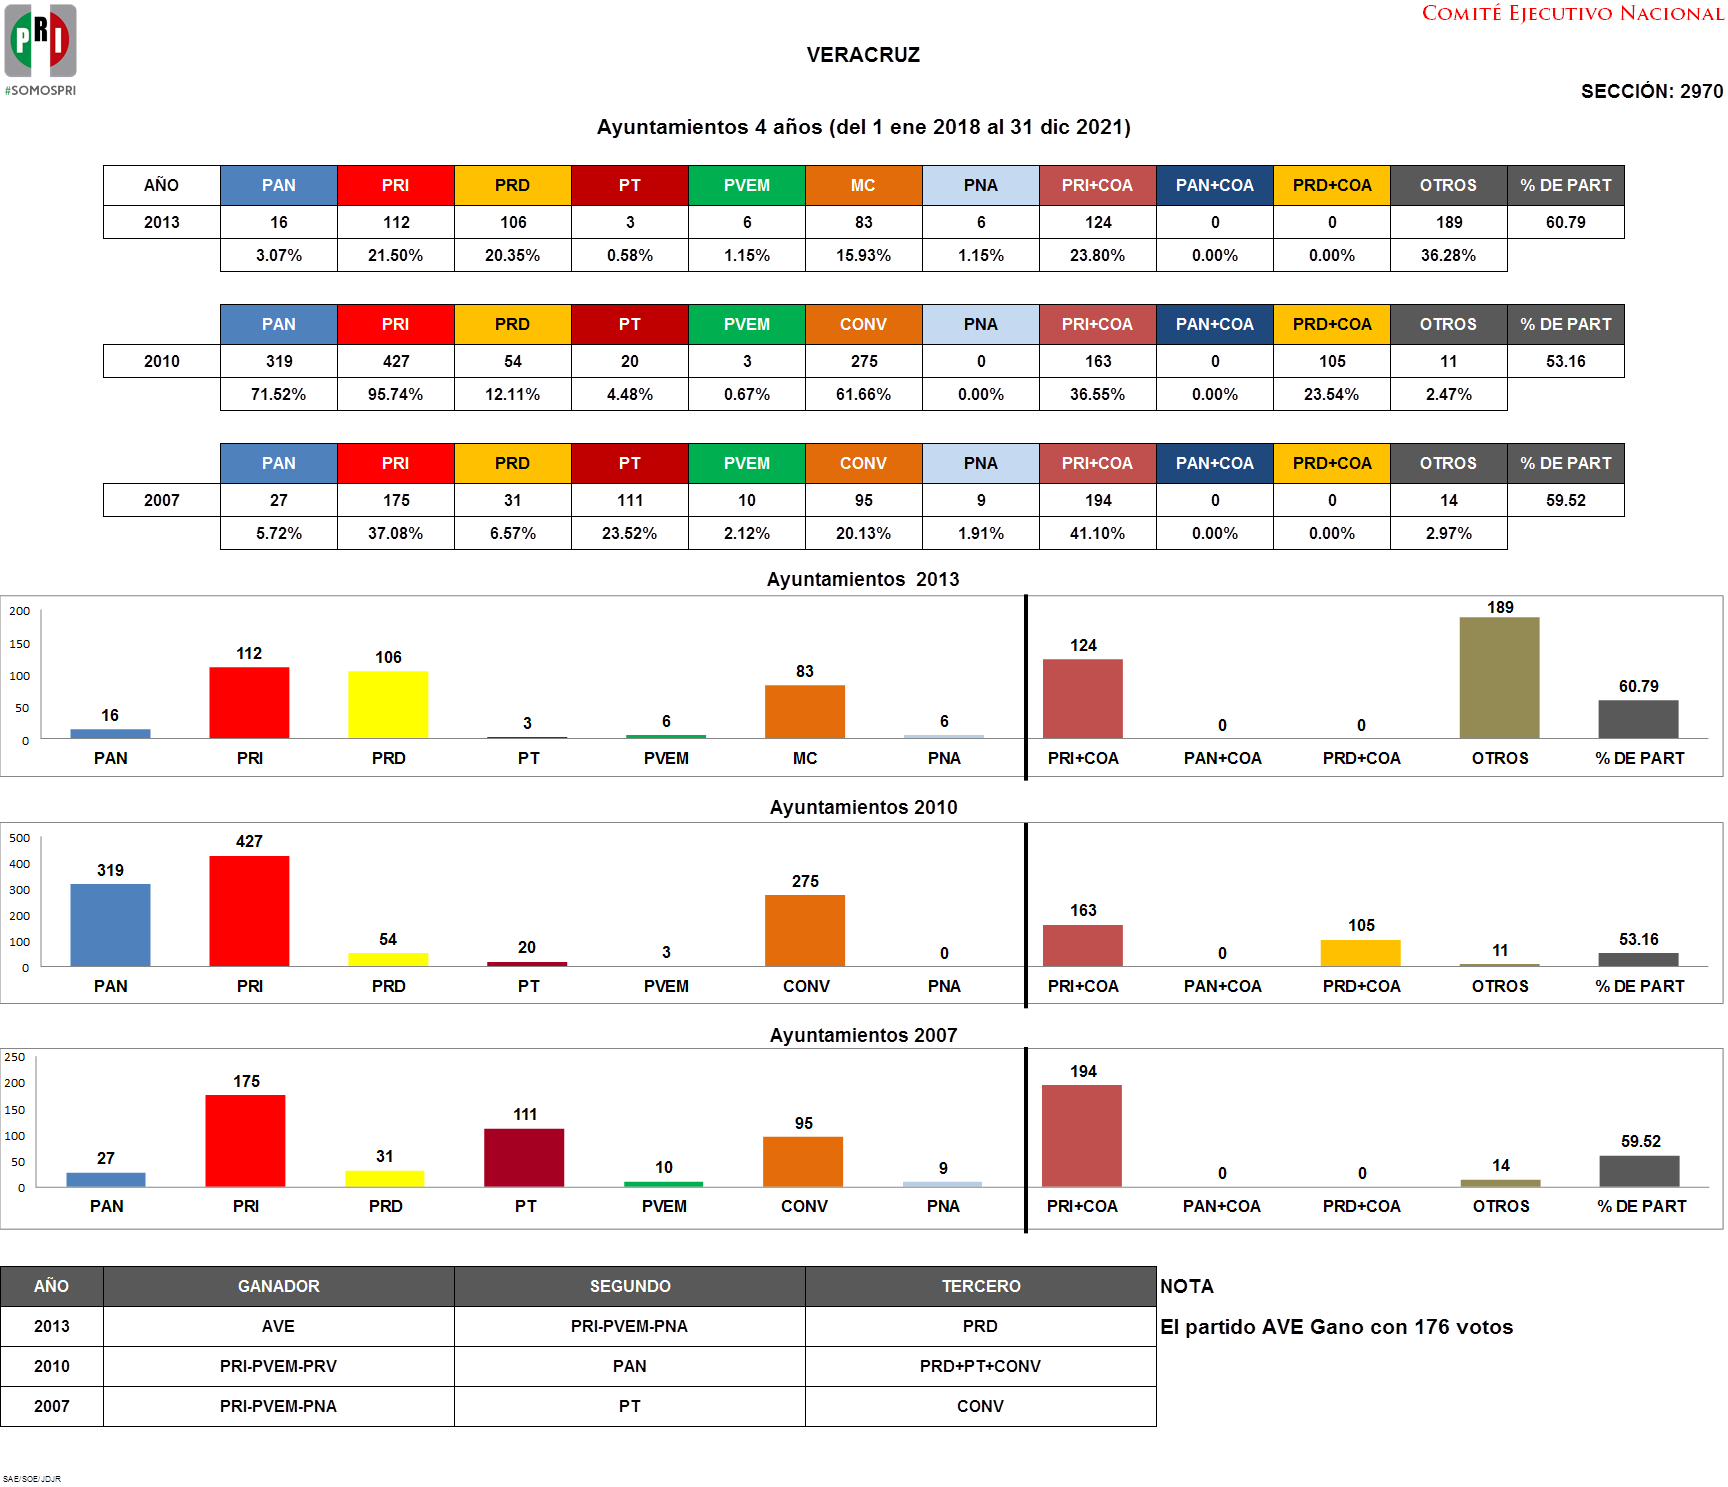 PRI
#SOMOSPRI
COMITÉ EJECUTIVO NACIONAL
VERACRUZ
SECCIÓN: 2970
Ayuntamientos 4 años (del 1 ene 2018 al 31 dic 2021)
AÑO PAN PRI PRD PT PVEM MC PNA PRI+COA PAN+COA PRD+COA OTROS % DE PART
2013 16 112 106 3 6 83 6 124 0 0 189 60.79
3.07% 21.50% 20.35% 0.58% 1.15% 15.93% 1.15% 23.80% 0.00% 0.00% 36.28%
PAN PRI PRD PT PVEM CONV PNA PRI+COA PAN+COA PRD+COA OTROS % DE PART
2010 319 427 54 20 3 275 0 163 0 105 11 53.16
71.52% 95.74% 12.11% 4.48% 0.67% 61.66% 0.00% 36.55% 0.00% 23.54% 2.47%
PAN PRI PRD PT PVEM CONV PNA PRI+COA PAN+COA PRD+COA OTROS % DE PART
2007 27 175 31 111 10 95 9 194 0 0 14 59.52
5.72% 37.08% 6.57% 23.52% 2.12% 20.13% 1.91% 41.10% 0.00% 0.00% 2.97%
Ayuntamientos 2013
200
150
100
50
0
16 112 106 3 6 83 6 124 0 0 189 60.79
PAN PRI PRD PT PVEM MC PNA PRI+COA PAN+COA PRD+COA OTROS % DE PART
Ayuntamientos 2010
500
400
300
200
100
0
319 427 54 20 3 275 0 163 0 105 11 53.16
PAN PRI PRD PT PVEM CONV PNA PRI+COA PAN+COA PRD+COA OTROS % DE PART
Ayuntamientos 2007
250
200
150
100
50
0
27 175 31 111 10 95 9 194 0 0 14 59.52
PAN PRI PRD PT PVEM CONV PNA PRI+COA PAN+COA PRD+COA OTROS % DE PART
AÑO GANADOR SEGUNDO TERCERO NOTA
2013 AVE PRI-PVEM-PNA PRD El partido AVE Gano con 176 votos
2010 PRI-PVEM-PRV PAN PRD+PT+CONV
2007 PRI-PVEM-PNA PT CONV
SAE/SOE/JDJR